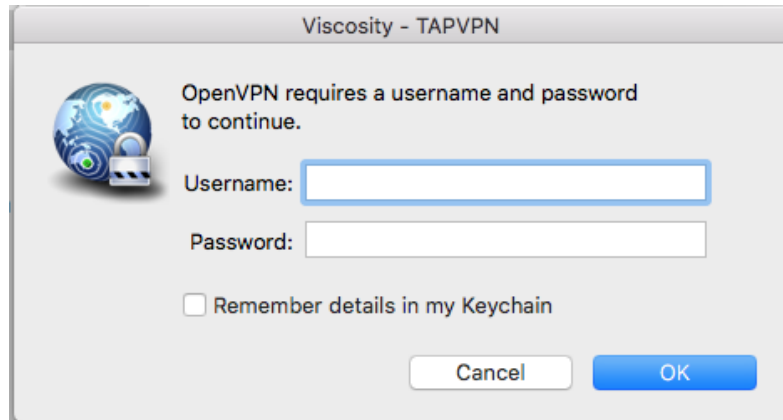 Viscosity - TAPVPN
OpenVPN requires a username and password
to continue.
Username:
Password:
Remember details in my Keychain
Cancel OK